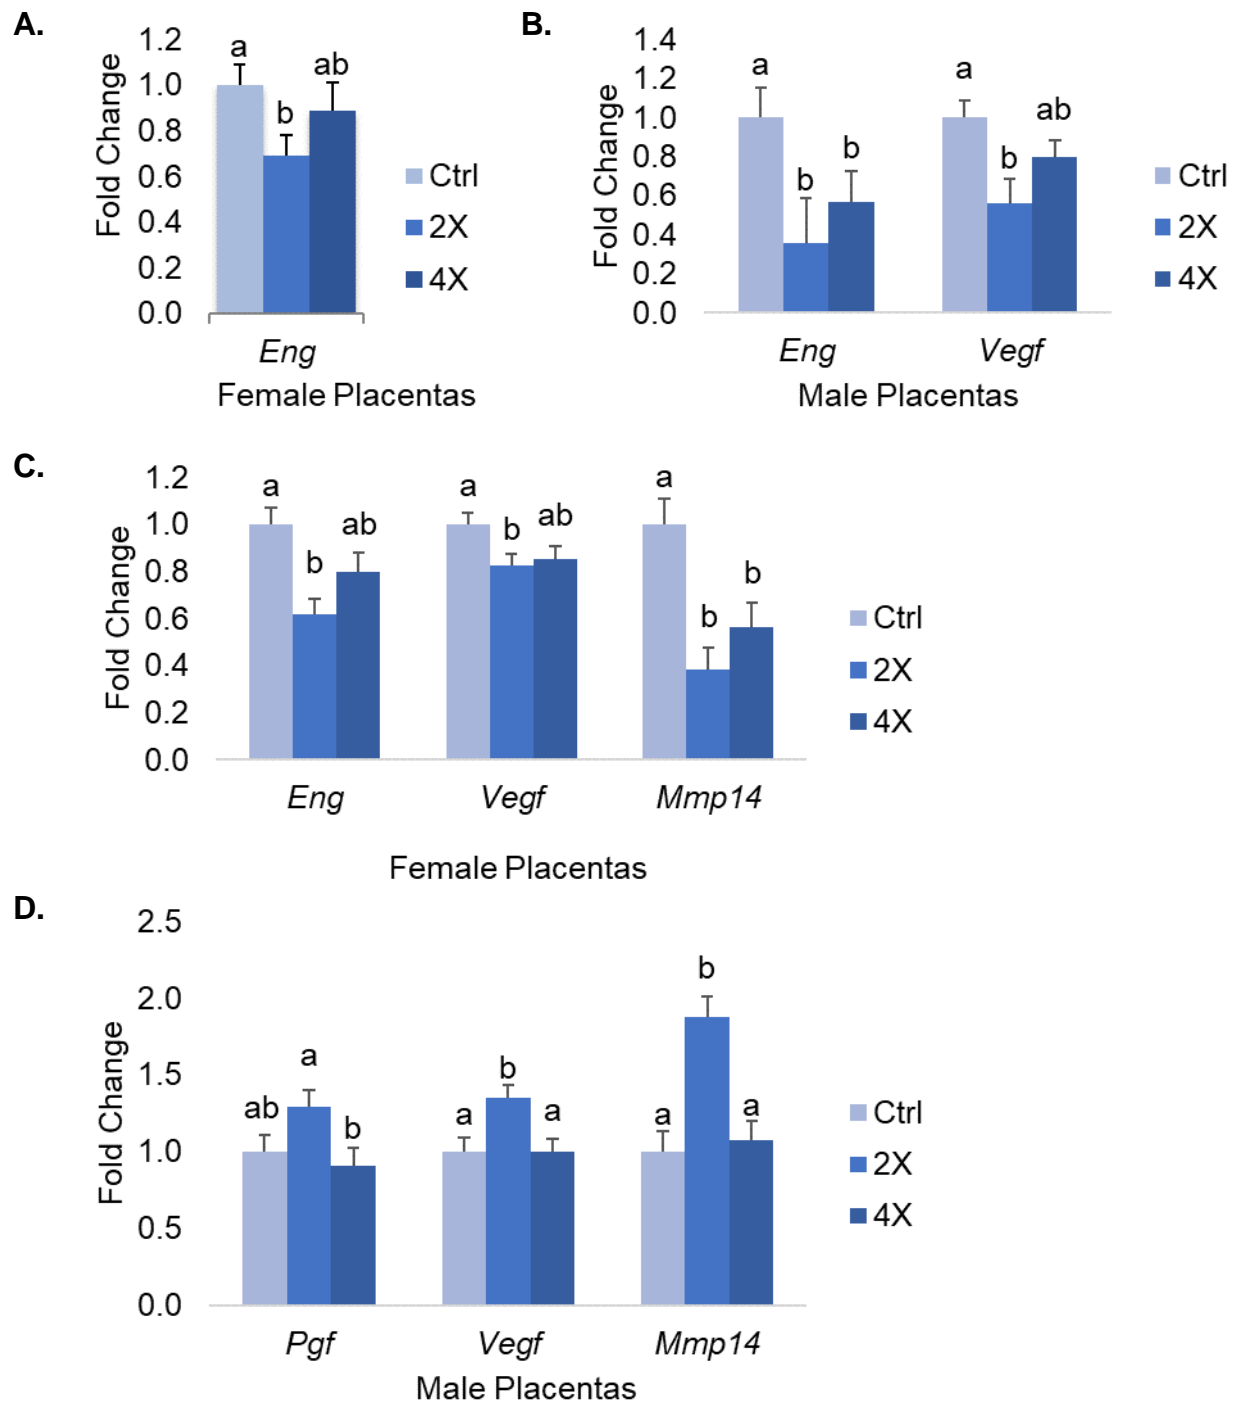 A.
1.2
1.0
0.8
0.6
0.4
0.2
0.0
Fold Change
a
b
ab
Ctrl
2X
4X
Eng
Female Placentas
B.
1.4
1.2
1.0
0.8
0.6
0.4
0.2
0.0
Fold Change
a
b
b
a
b
ab
Ctrl
2X
4X
Eng
Vegf
Male Placentas
C.
1.2
1.0
0.8
0.6
0.4
0.2
0.0
Fold Change
a
b
ab
a
b
ab
a
b
b
Ctrl
2X
4X
Eng
Vegf
Mmp14
Female Placentas
D.
2.5
2.0
1.5
1.0
0.5
0.0
Fold Change
ab
a
b
a
b
a
a
b
a
Ctrl
2X
4X
Pgf
Vegf
Mmp14
Male Placentas